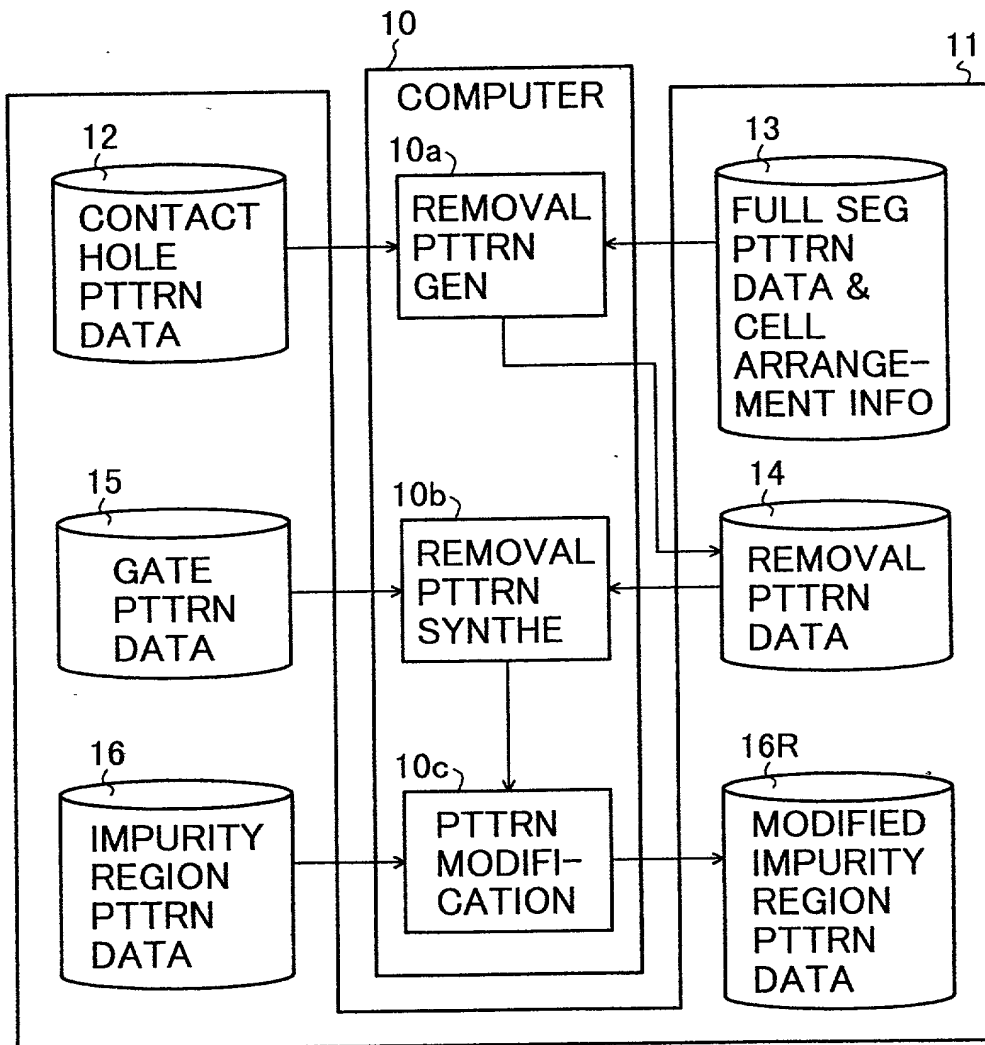 10
11
COMPUTER
12
CONTACT
HOLE
PTTRN
DATA
10a
REMOVAL
PTTRN
GEN
13
FULL SEG
PTTRN
DATA &
CELL
ARRANGE-
MENT INFO
15
GATE
PTTRN
DATA
10b
REMOVAL
PTTRN
SYNTHE
14
REMOVAL
PTTRN
DATA
16
IMPURITY
REGION
PTTRN
DATA
10c
PTTRN
MODIFI-
CATION
16R
MODIFIED
IMPURITY
REGION
PTTRN
DATA